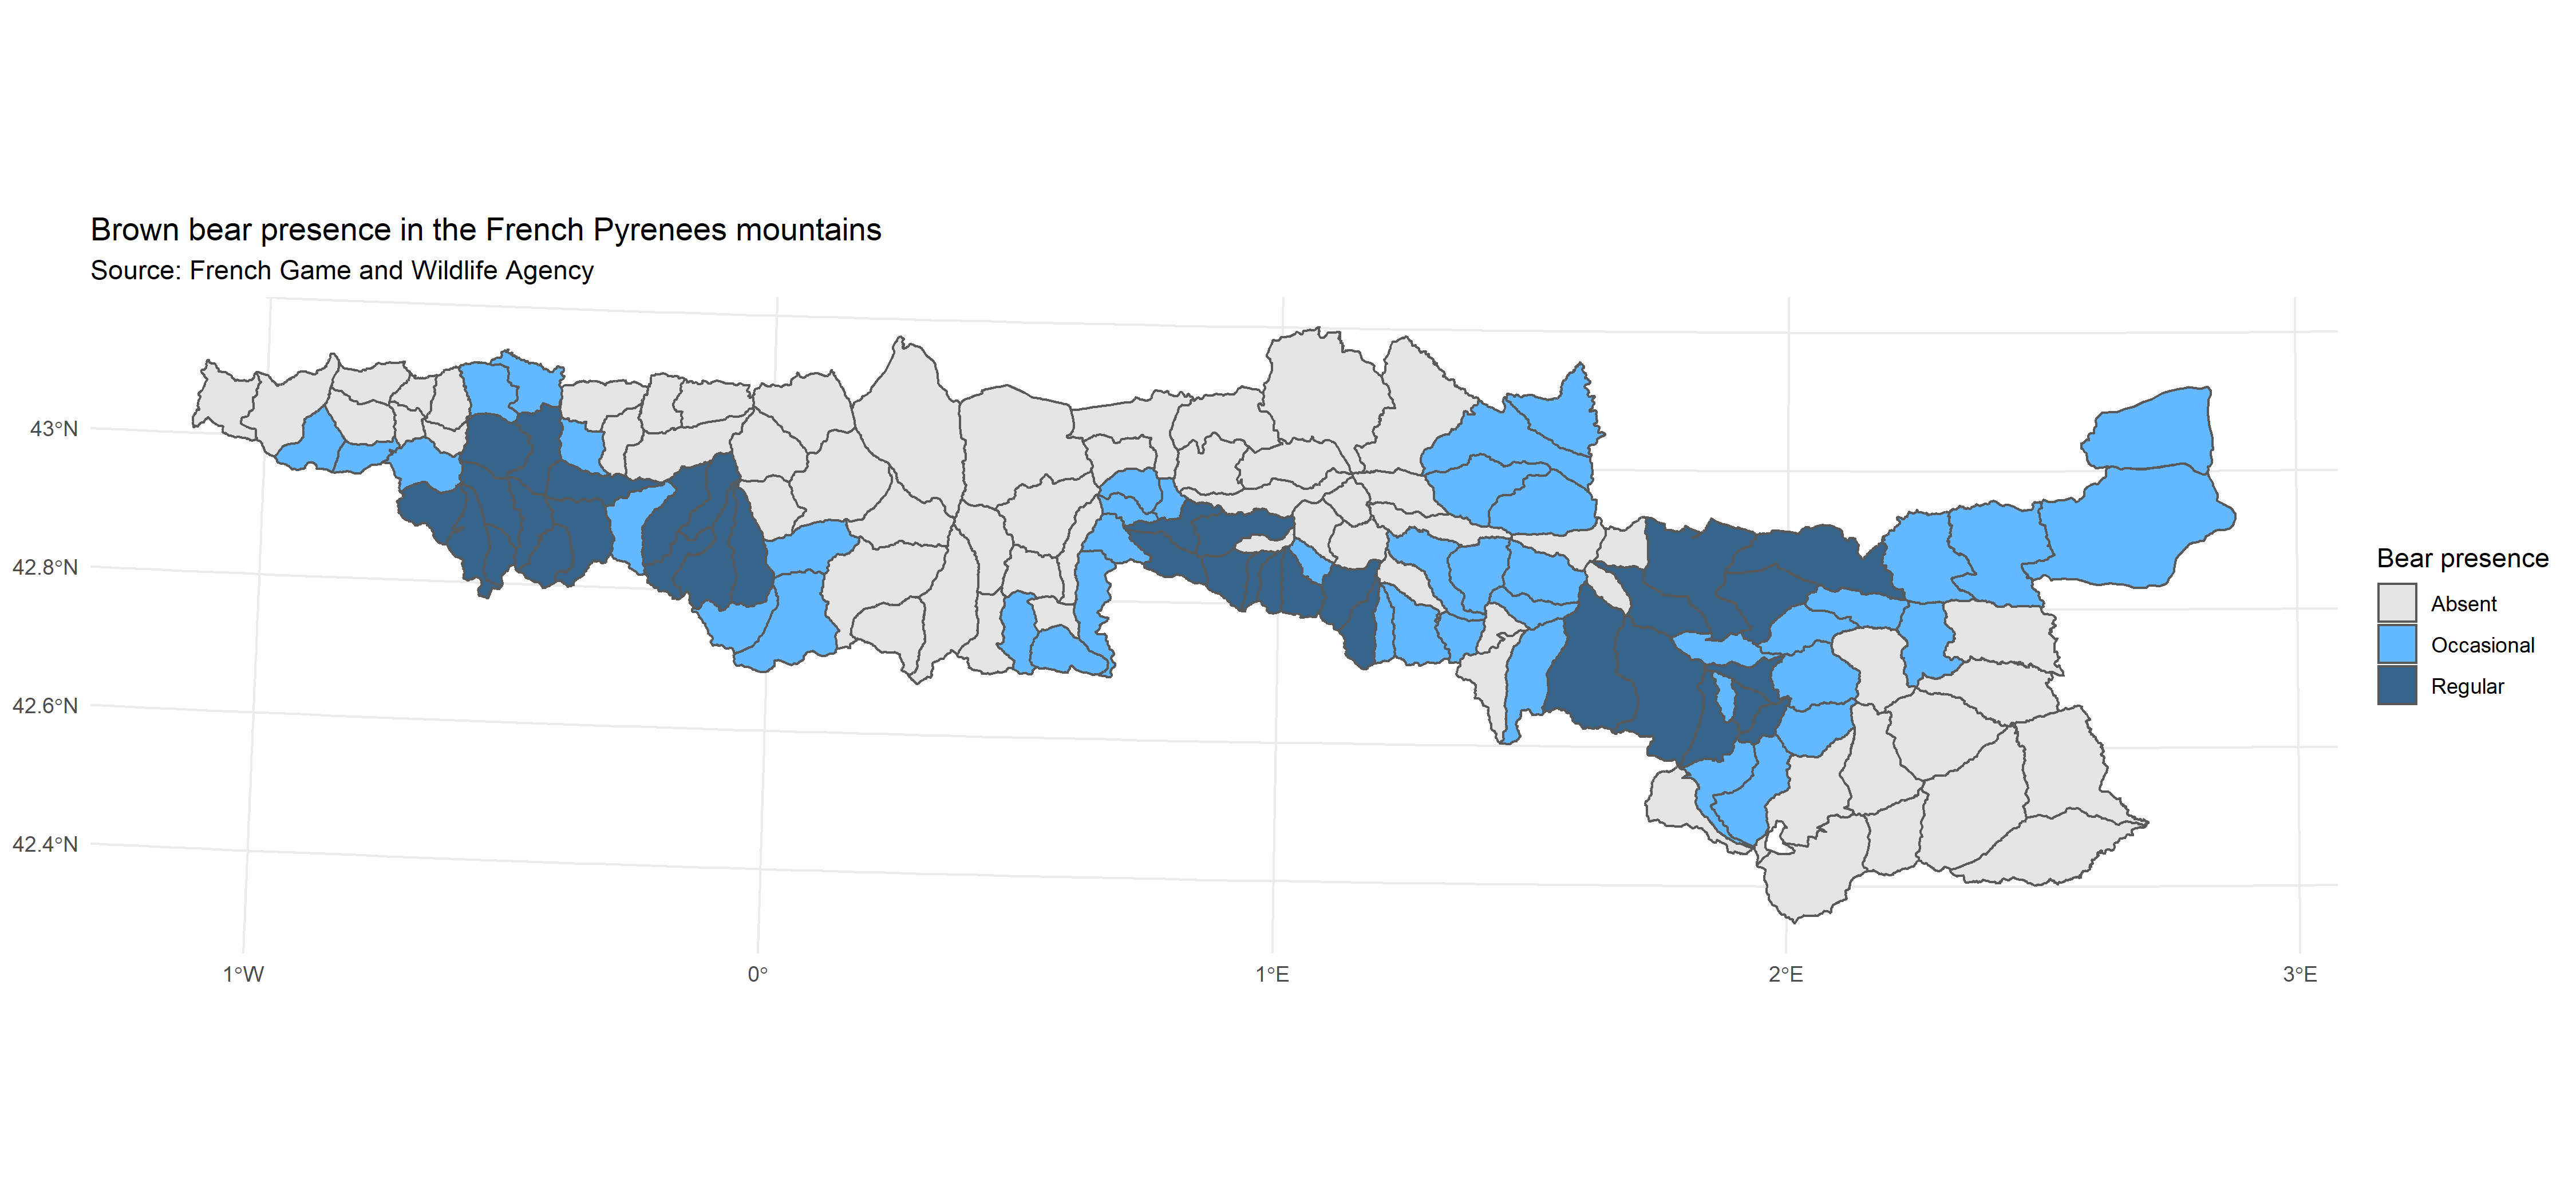 Brown bear presence in the French Pyrenees mountains
Source: French Game and Wildlife Agency
43°N
42.8°N
42.6°N
42.4°N
1°W
0°
1°E
2°E
3°E
Bear presence
Absent
Occasional
Regular